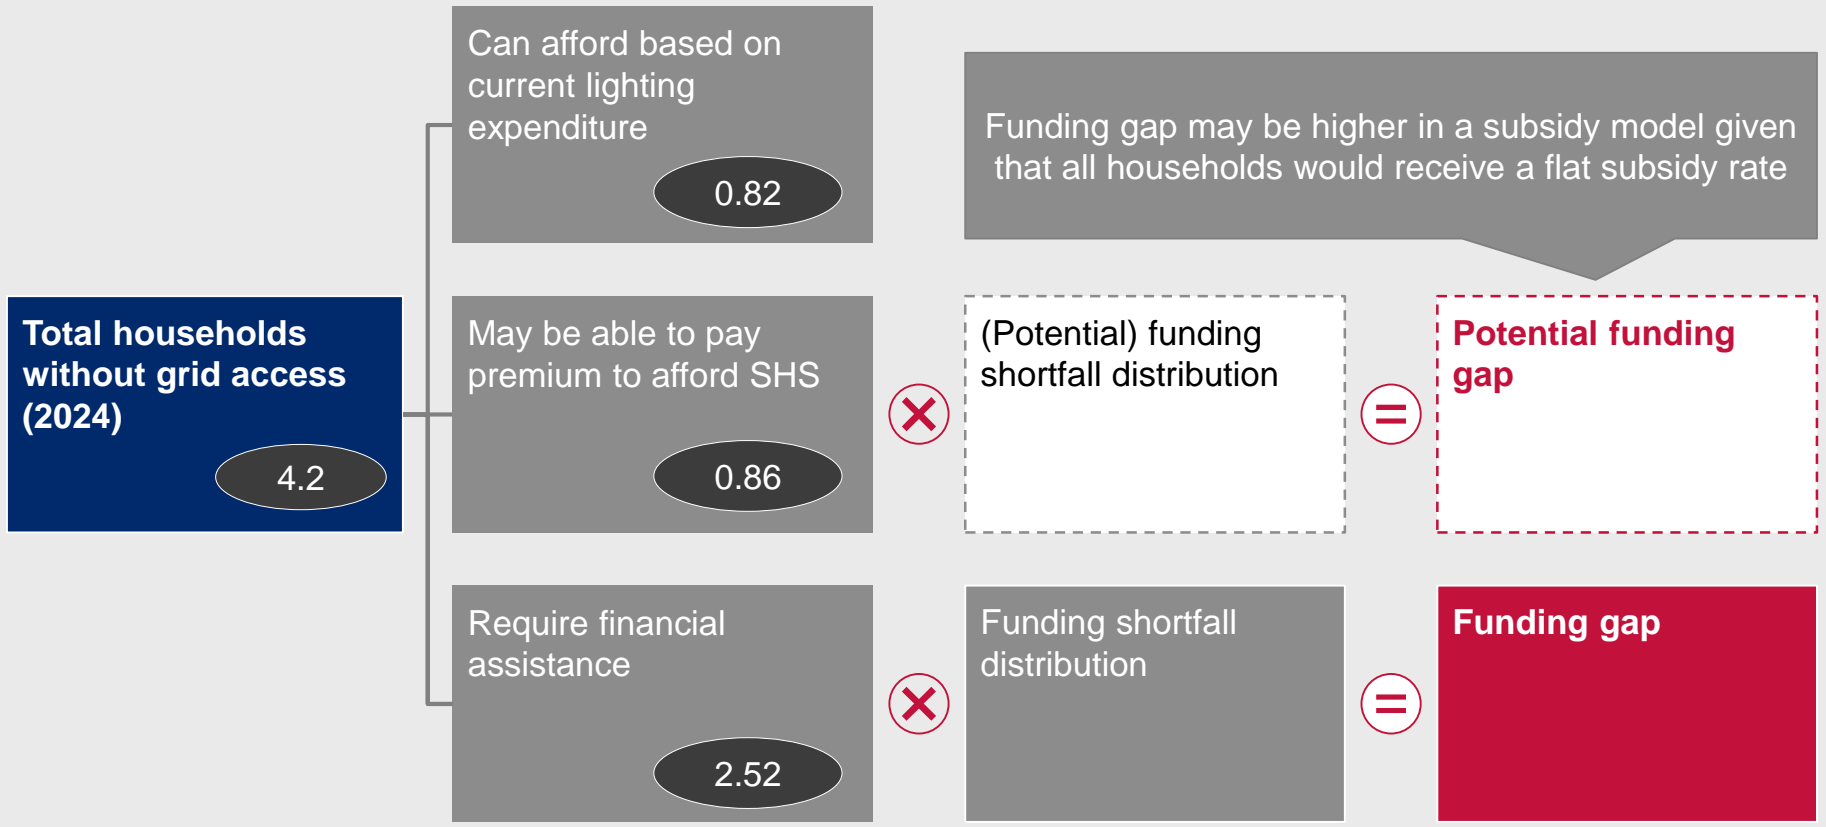 Can afford based on
current lighting
expenditure
0.82
Funding gap may be higher in a subsidy model given
that all households would receive a flat subsidy rate
Total households
without grid access
(2024)
4.2
May be able to pay
premium to afford SHS
0.86
(Potential) funding
shortfall distribution
Potential funding
gap
Require financial
assistance
2.52
Funding shortfall
distribution
Funding gap